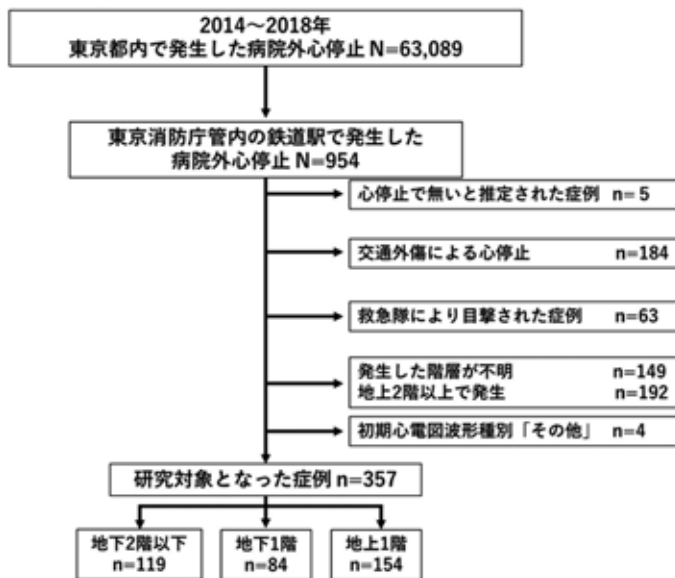 2014～2018年
東京都内で発生した病院外心停止 N=63,089
東京消防庁管内の鉄道駅で発生した
病院外心停止 N=954
心停止で無いと推定された症例 n= 5
交通外傷による心停止 n=184
救急隊により目撃された症例 n=63
発生した階層が不明 n=149
地上2階以上で発生 n=192
初期心電図波形種別「その他」 n=4
研究対象となった症例 n=357
地下2階以下
n=119
地下1階
n=84
地上1階
n=154